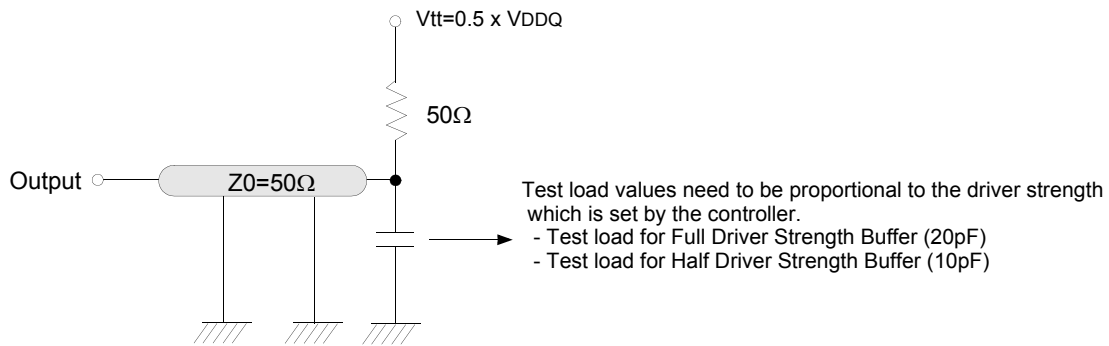 Vtt=0.5 x VDDQ
50Ω
Output
Z0=50Ω
Test load values need to be proportional to the driver strength
which is set by the controller.
- Test load for Full Driver Strength Buffer (20pF)
- Test load for Half Driver Strength Buffer (10pF)